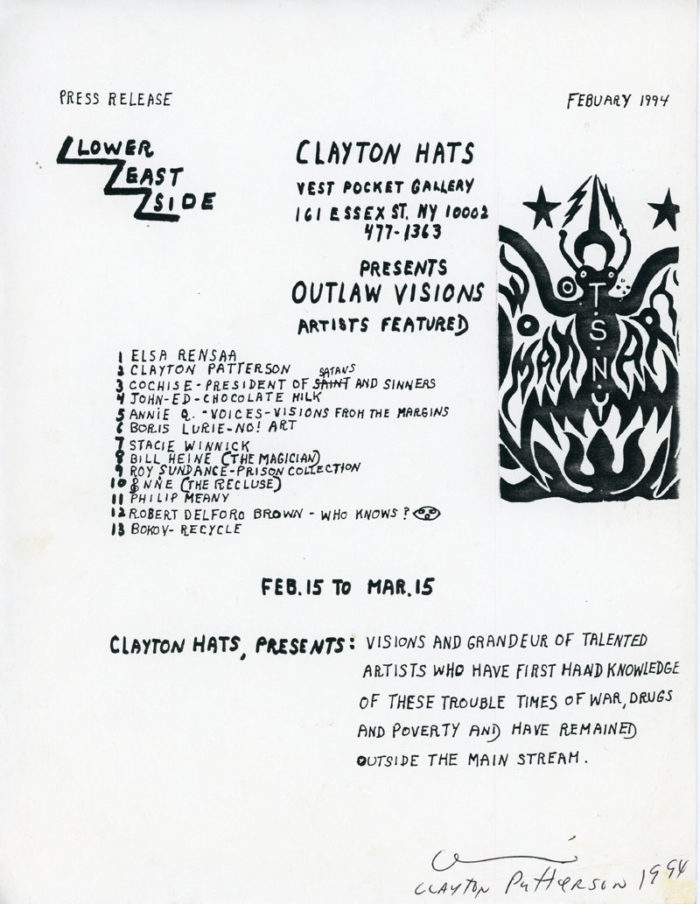 PRESS RELEASE
FEBUARY 1994
LOWER
EAST
SIDE
CLAYTON HATS
VEST POCKET GALLERY
161 ESSEX ST. NY 10002
477-1363
PRESENTS
OUTLAW VISIONS
ARTISTS FEATURED
T.S.N.Y
WO MAN ART
1 ELSA RENSAA
2 CLAYTON PATTERSON
3 COCHISE-PRESIDENT OF SATANS SAINT AND SINNERS
4 JOHN-ED-CHOCOLATE MILK
5 ANNIE Q. -VOICES-VISIONS FROM THE MARGINS
6 BORIS LURIE-NO! ART
7 STACIE WINNICK
8 BILL HEINE (THE MAGICIAN)
9 ROY SUNDANCE-PRISON COLLECTION
10 ANNE (THE RECLUSE)
11 PHILIP MEANY
12 ROBERT DELFORD BROWN - WHO KNOWS?
13 BOKOV- RECYCLE
FEB.15 TO MAR.15
CLAYTON HATS, PRESENTS: VISIONS AND GRANDEUR OF TALENTED
ARTISTS WHO HAVE FIRST HAND KNOWLEDGE
OF THESE TROUBLE TIMES OF WAR, DRUGS
AND POVERTY AND HAVE REMAINED
OUTSIDE THE MAIN STREAM.
CLAYTON PATTERSON 1994